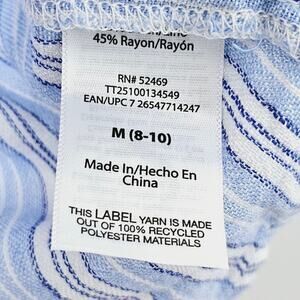 45% Rayon/Rayón
RN# 52469
TT25100134549
EAN/UPC 7 26547714247
M (8-10)
Made In/Hecho En
China
THIS LABEL YARN IS MADE
OUT OF 100% RECYCLED
POLYESTER MATERIALS